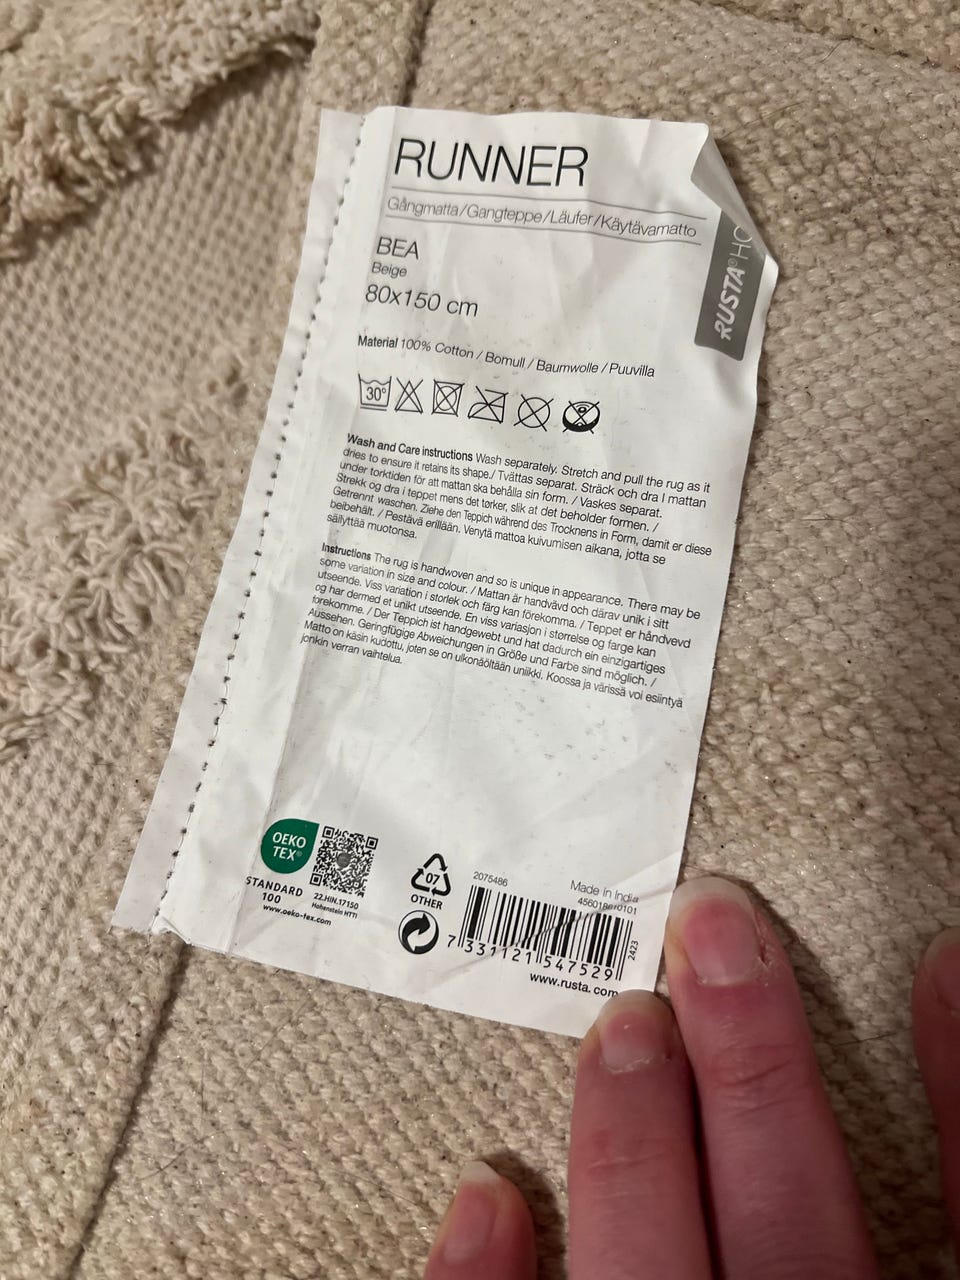 RUNNER
Gångmatta/Gangteppe/Läufer/Käytävamatto
BEA
Beige
80x150 cm
RUSTA® HO
Material 100% Cotton / Bomull / Baumwolle / Puuvilla
30°
Wash and Care instructions Wash separately. Stretch and pull the rug as it
dries to ensure it retains its shape./ Tvättas separat. Sträck och dra I mattan
under torktiden för att mattan ska behålla sin form. / Vaskes separat.
Strekk og dra i teppet mens det tørker, slik at det beholder formen. /
Getrennt waschen. Ziehe den Teppich während des Trocknens in Form, damit er diese
beibehält. / Pestävä erillään. Venytä mattoa kuivumisen aikana, jotta se
säilyttää muotonsa.
Instructions The rug is handwoven and so is unique in appearance. There may be
some variation in size and colour. / Mattan är handvävd och därav unik i sitt
utseende. Viss variation i storlek och färg kan förekomma. / Teppet er håndvevd
og har dermed et unikt utseende. En viss variasjon i størrelse og farge kan
forekomme. / Der Teppich ist handgewebt und hat dadurch ein einzigartiges
Aussehen. Geringfügige Abweichungen in Größe und Farbe sind möglich. /
Matto on käsin kudottu, joten se on ulkonäöltään uniikki. Koossa ja värissä voi esiintyä
jonkin verran vaihtelua.
OEKO
TEX®
STANDARD
100
22.HIN.17150
Hohenstein HTTI
www.oeko-tex.com
07
OTHER
2075486
Made in India
2423
7 331121 547529
www.rusta.com